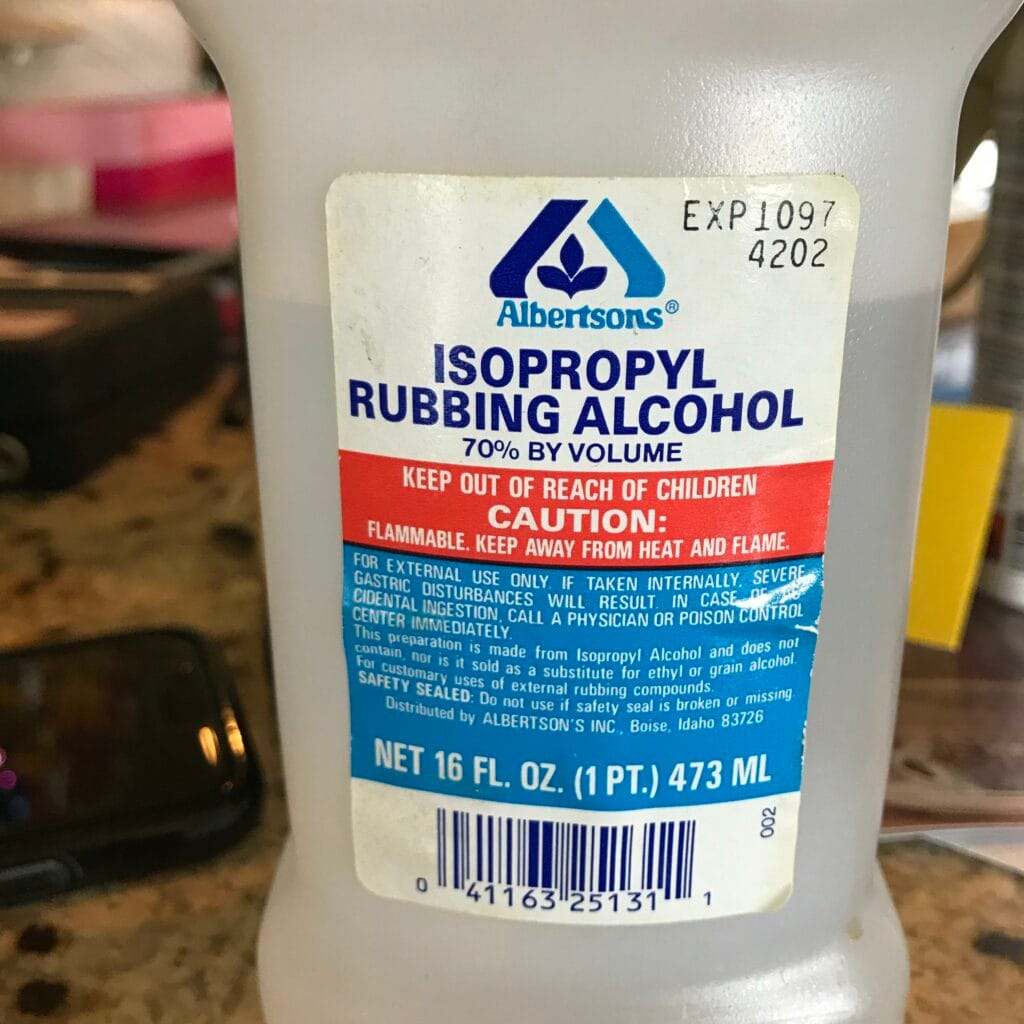 EXP1097
4202
Albertsons®
ISOPROPYL
RUBBING ALCOHOL
70% BY VOLUME
KEEP OUT OF REACH OF CHILDREN
CAUTION:
FLAMMABLE. KEEP AWAY FROM HEAT AND FLAME.
FOR EXTERNAL USE ONLY. IF TAKEN INTERNALLY, SEVERE
GASTRIC DISTURBANCES WILL RESULT. IN CASE OF AC-
CIDENTAL INGESTION, CALL A PHYSICIAN OR POISON CONTROL
CENTER IMMEDIATELY.
This preparation is made from Isopropyl Alcohol and does not
contain, nor is it sold as a substitute for ethyl or grain alcohol.
For customary uses of external rubbing compounds.
SAFETY SEALED: Do not use if safety seal is broken or missing.
Distributed by ALBERTSON'S INC., Boise, Idaho 83726
NET 16 FL. OZ. (1 PT.) 473 ML
002
0 41163 25131 1